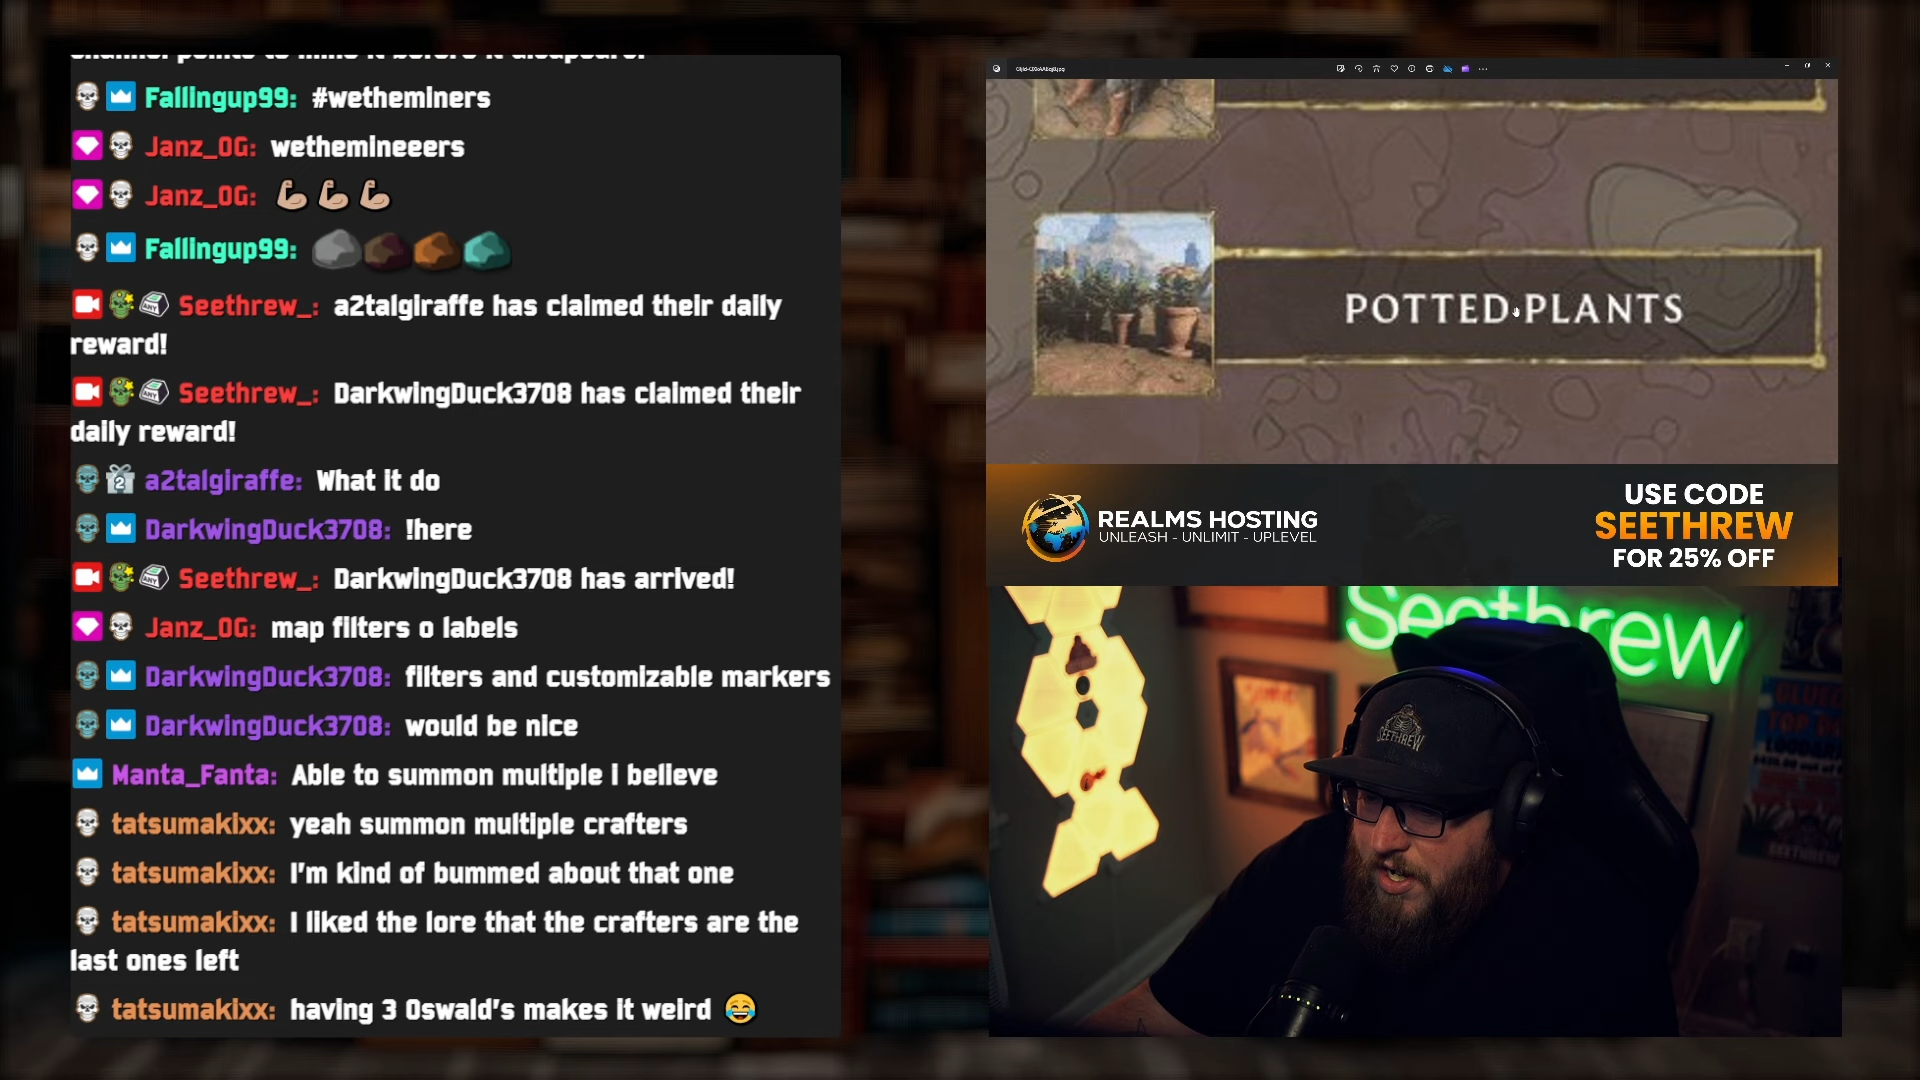 Fallingup99: #wetheminers
Janz_OG: wethemineeers
Janz_OG:
Fallingup99:
Seethrew_: a2talgiraffe has claimed their daily
reward!
Seethrew_: DarkwingDuck3708 has claimed their
daily reward!
a2talgiraffe: What it do
DarkwingDuck3708: !here
Seethrew_: DarkwingDuck3708 has arrived!
Janz_OG: map filters o labels
DarkwingDuck3708: filters and customizable markers
DarkwingDuck3708: would be nice
Manta_Fanta: Able to summon multiple I believe
tatsumakixx: yeah summon multiple crafters
tatsumakixx: I'm kind of bummed about that one
tatsumakixx: I liked the lore that the crafters are the
last ones left
tatsumakixx: having 3 Oswald's makes it weird
POTTED PLANTS
REALMS HOSTING
UNLEASH - UNLIMIT - UPLEVEL
USE CODE
SEETHREW
FOR 25% OFF
Seethrew
SEETHREW